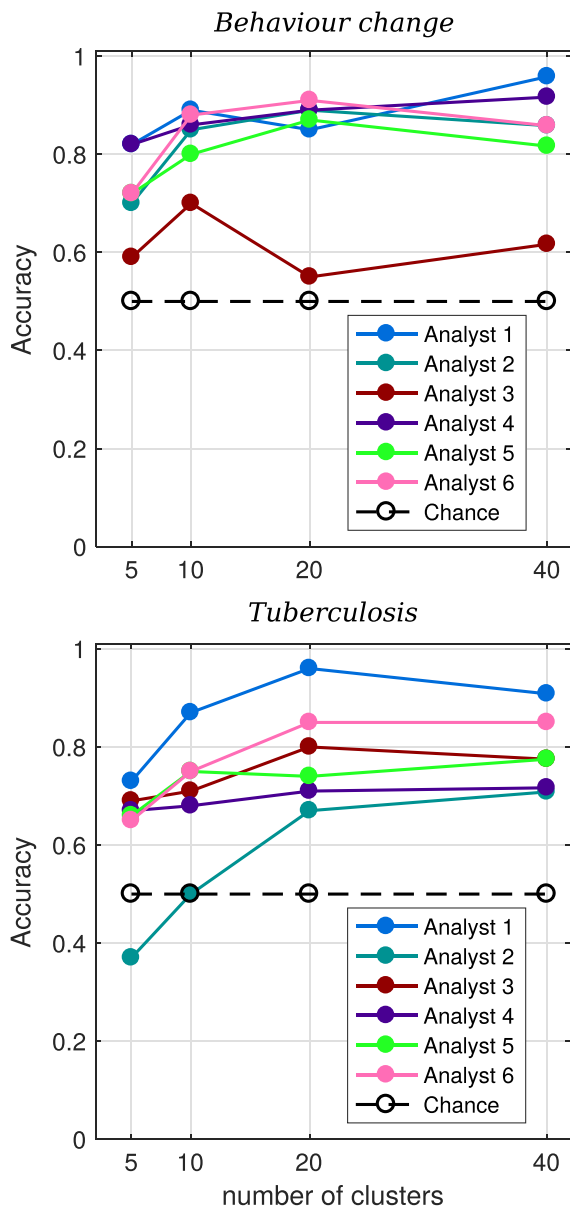 Behaviour change
1
0.8
0.6
0.4
0.2
0
Accuracy
5 10 20 40
Analyst 1
Analyst 2
Analyst 3
Analyst 4
Analyst 5
Analyst 6
Chance
Tuberculosis
1
0.8
0.6
0.4
0.2
0
Accuracy
5 10 20 40
Analyst 1
Analyst 2
Analyst 3
Analyst 4
Analyst 5
Analyst 6
Chance
number of clusters